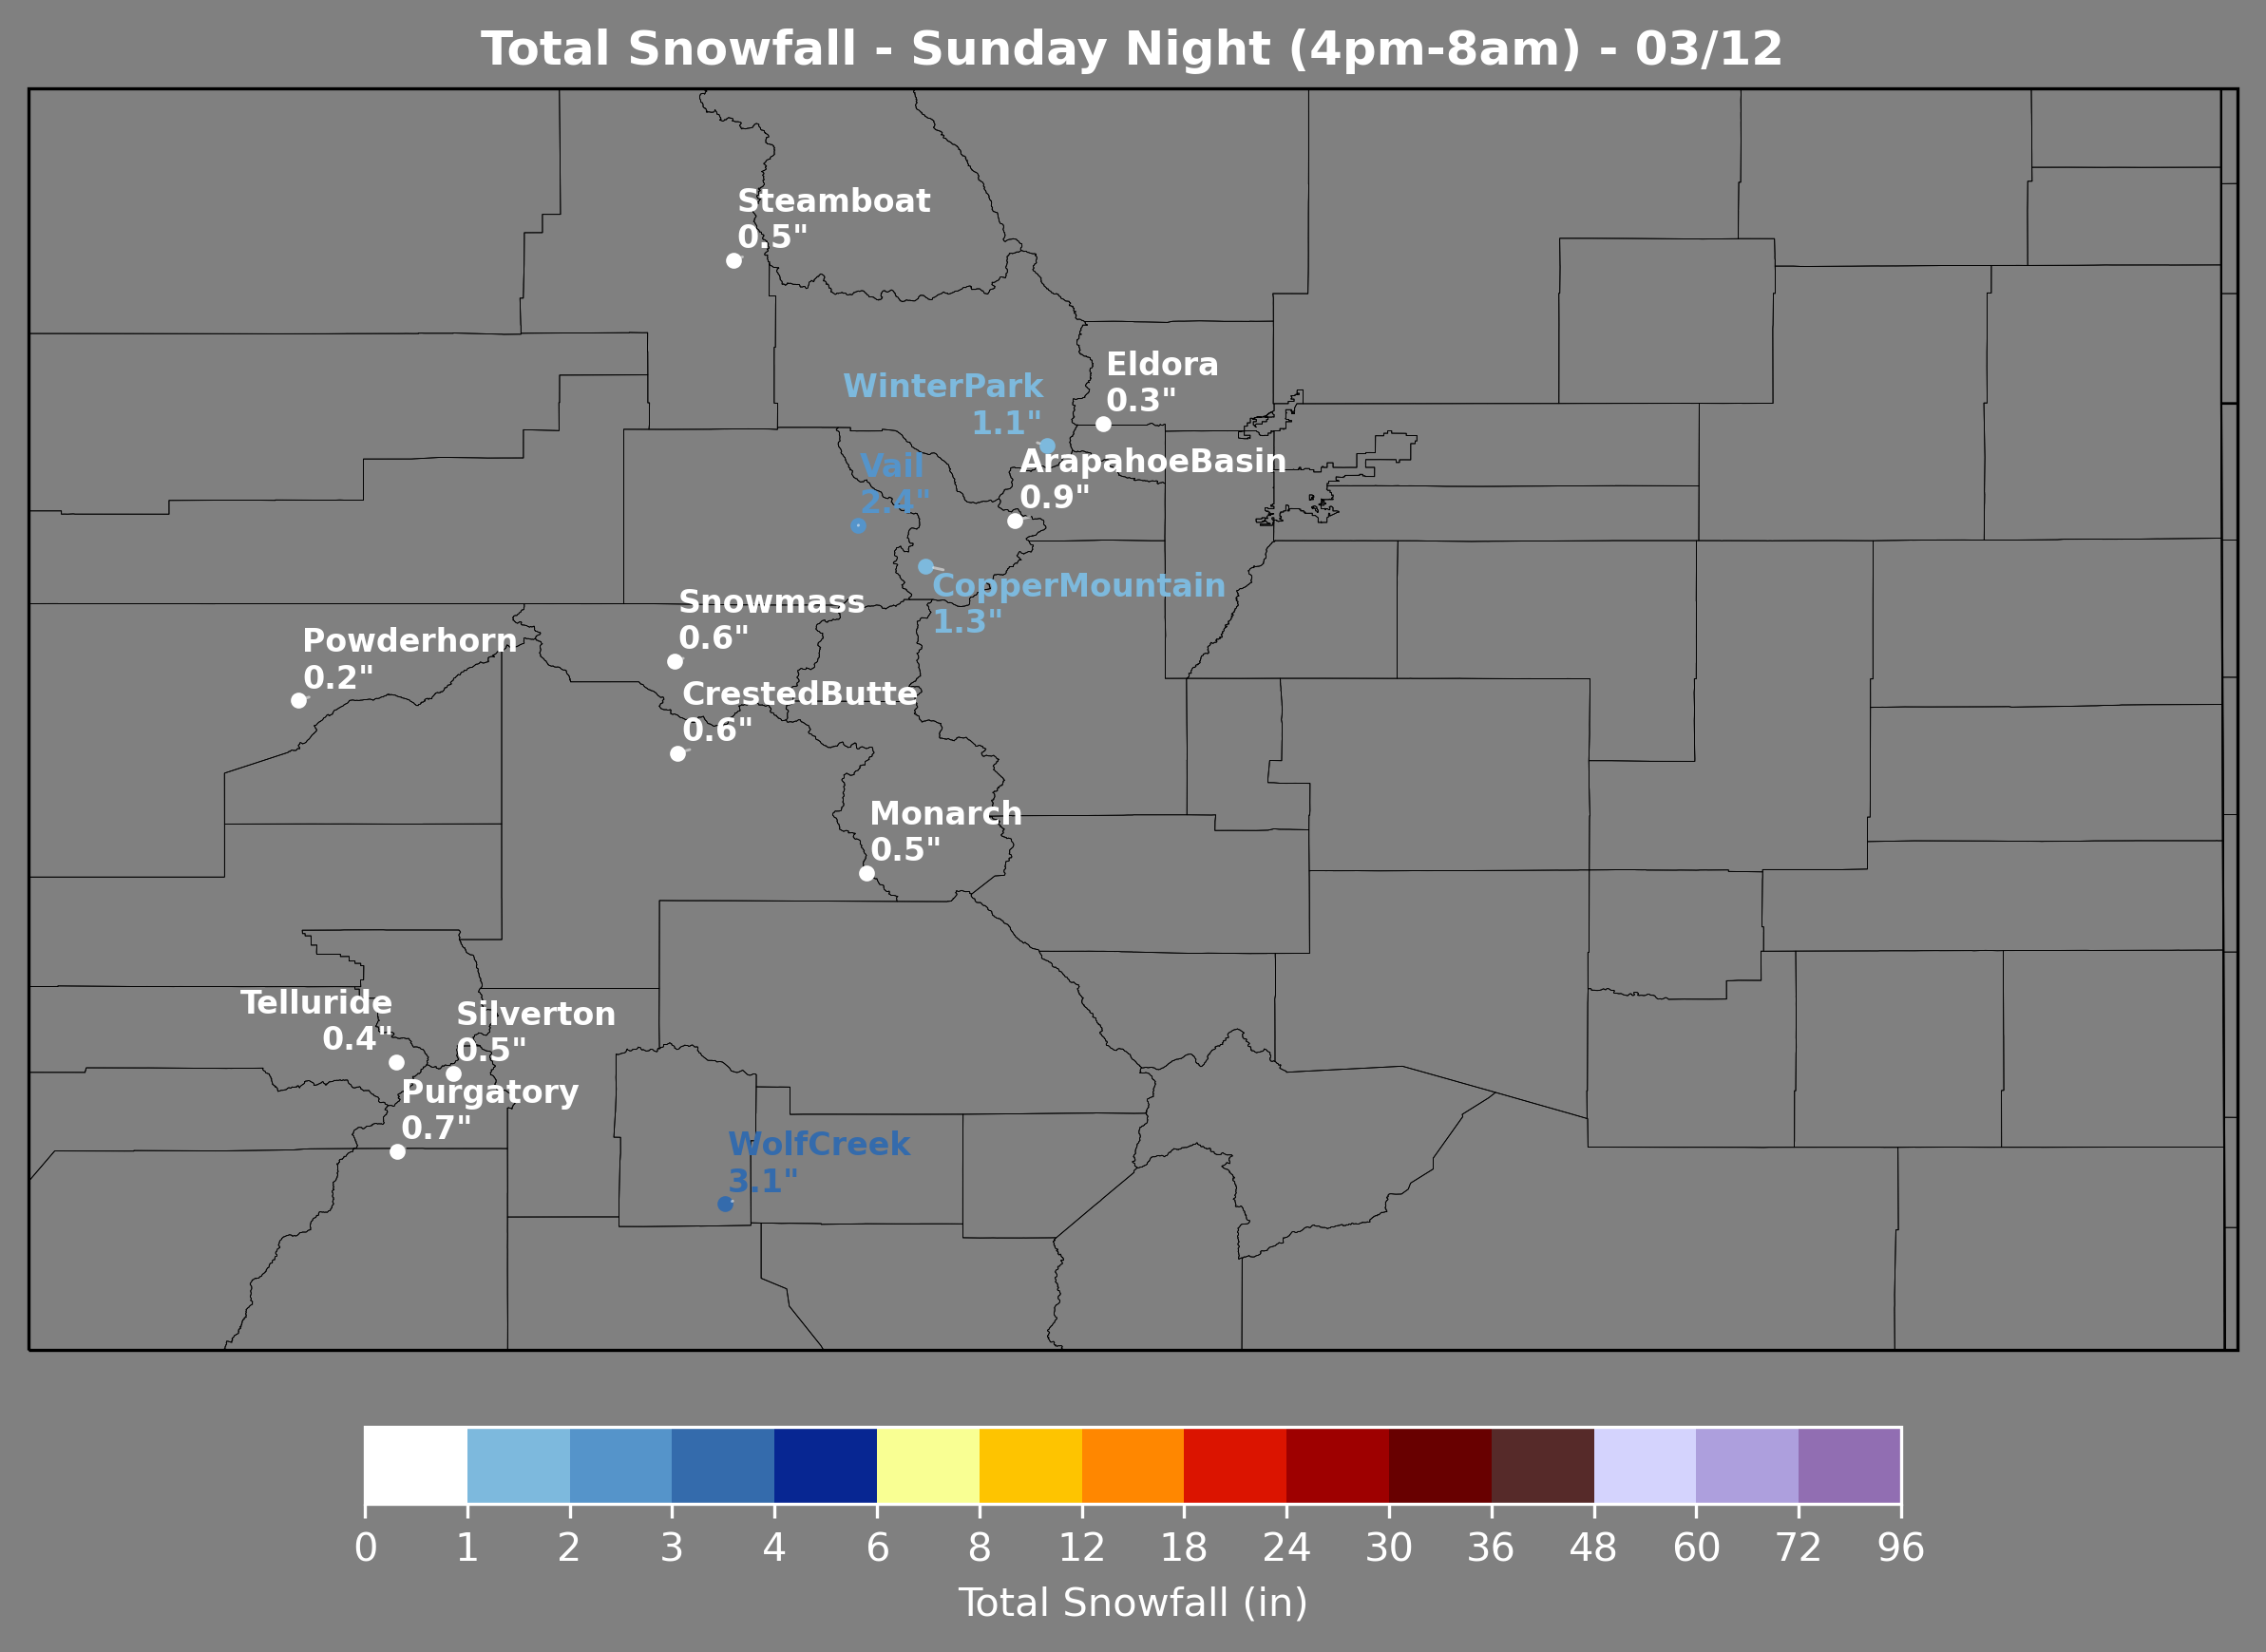 Total Snowfall - Sunday Night (4pm-8am) - 03/12
Steamboat
0.5"
Eldora
0.3"
WinterPark
1.1"
ArapahoeBasin
0.9"
Vail
2.4"
CopperMountain
1.3"
Snowmass
0.6"
Powderhorn
0.2"
CrestedButte
0.6"
Monarch
0.5"
Telluride
0.4"
Silverton
0.5"
Purgatory
0.7"
WolfCreek
3.1"
0 1 2 3 4 6 8 12 18 24 30 36 48 60 72 96
Total Snowfall (in)